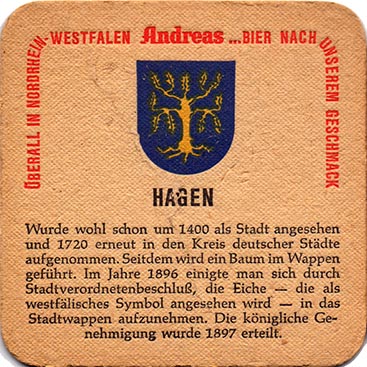 ÜBERALL IN NORDRHEIN-WESTFALEN Andreas ...BIER NACH UNSEREM GESCHMACK
HAGEN
Wurde wohl schon um 1400 als Stadt angesehen
und 1720 erneut in den Kreis deutscher Städte
aufgenommen. Seitdem wird ein Baum im Wappen
geführt. Im Jahre 1896 einigte man sich durch
Stadtverordnetenbeschluß, die Eiche — die als
westfälisches Symbol angesehen wird — in das
Stadtwappen aufzunehmen. Die königliche Ge-
nehmigung wurde 1897 erteilt.